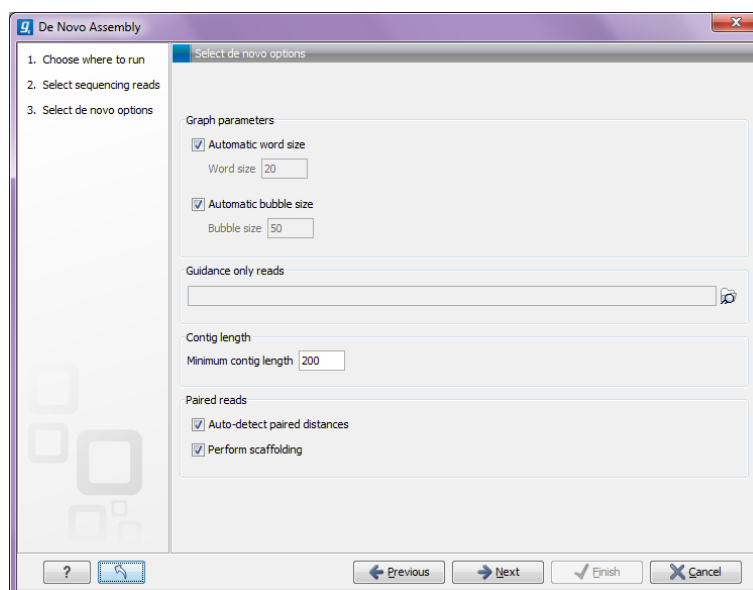 De Novo Assembly
1. Choose where to run
2. Select sequencing reads
3. Select de novo options
Select de novo options
Graph parameters
Automatic word size
Word size 20
Automatic bubble size
Bubble size 50
Guidance only reads
Contig length
Minimum contig length 200
Paired reads
Auto-detect paired distances
Perform scaffolding
? Previous Next Finish Cancel